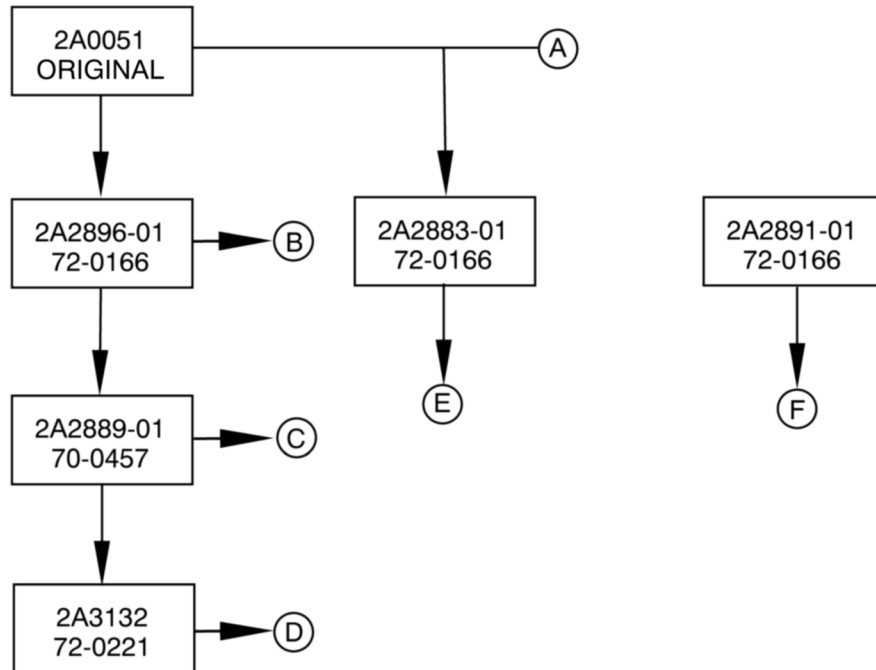 2A0051
ORIGINAL
A
2A2896-01
72-0166
B
2A2883-01
72-0166
2A2891-01
72-0166
E
F
2A2889-01
70-0457
C
2A3132
72-0221
D